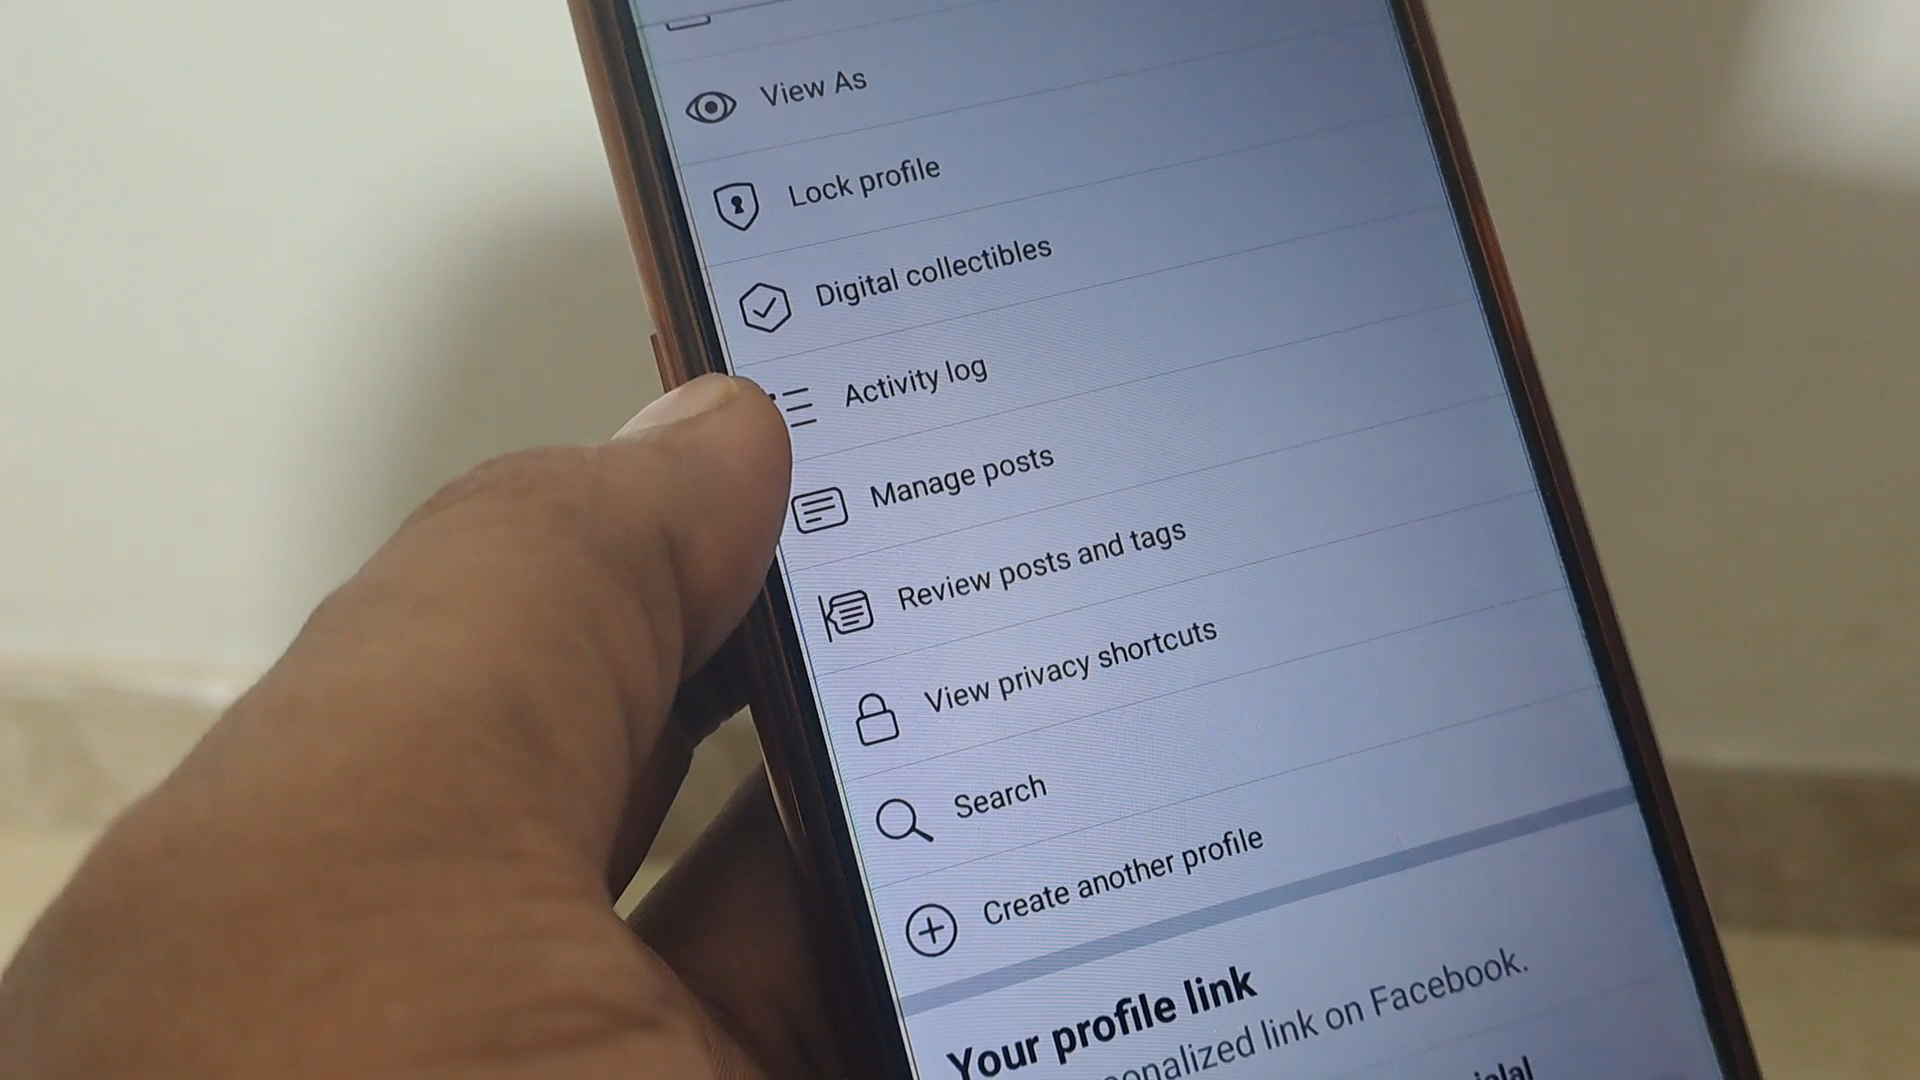 View As
Lock profile
Digital collectibles
Activity log
Manage posts
Review posts and tags
View privacy shortcuts
Search
Create another profile
Your profile link
link on Facebook.